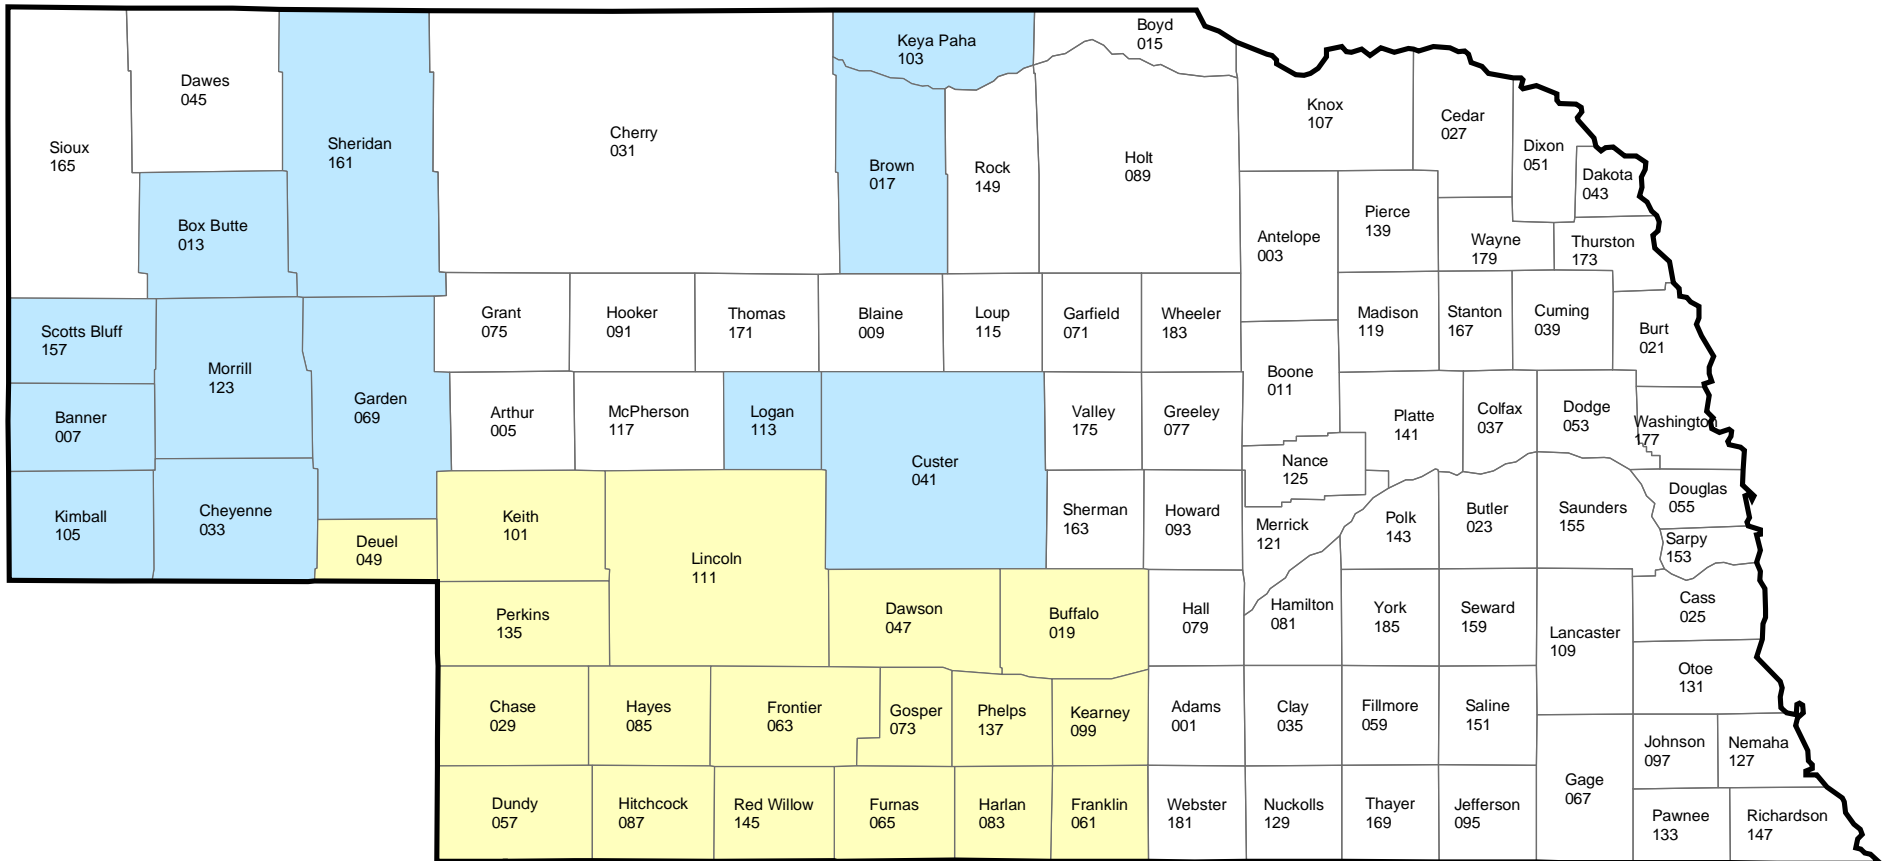 Boyd
015
Keya Paha
103
Dawes
045
Sioux
165
Sheridan
161
Cherry
031
Brown
017
Rock
149
Holt
089
Knox
107
Cedar
027
Dixon
051
Dakota
043
Box Butte
013
Antelope
003
Pierce
139
Wayne
179
Thurston
173
Scotts Bluff
157
Morrill
123
Grant
075
Hooker
091
Thomas
171
Blaine
009
Loup
115
Garfield
071
Wheeler
183
Madison
119
Stanton
167
Cuming
039
Burt
021
Banner
007
Garden
069
Arthur
005
McPherson
117
Logan
113
Custer
041
Valley
175
Greeley
077
Boone
011
Platte
141
Colfax
037
Dodge
053
Washington
177
Nance
125
Kimball
105
Cheyenne
033
Deuel
049
Keith
101
Lincoln
111
Sherman
163
Howard
093
Merrick
121
Polk
143
Butler
023
Saunders
155
Douglas
055
Sarpy
153
Perkins
135
Dawson
047
Buffalo
019
Hall
079
Hamilton
081
York
185
Seward
159
Lancaster
109
Cass
025
Otoe
131
Chase
029
Hayes
085
Frontier
063
Gosper
073
Phelps
137
Kearney
099
Adams
001
Clay
035
Fillmore
059
Saline
151
Johnson
097
Nemaha
127
Gage
067
Dundy
057
Hitchcock
087
Red Willow
145
Furnas
065
Harlan
083
Franklin
061
Webster
181
Nuckolls
129
Thayer
169
Jefferson
095
Pawnee
133
Richardson
147